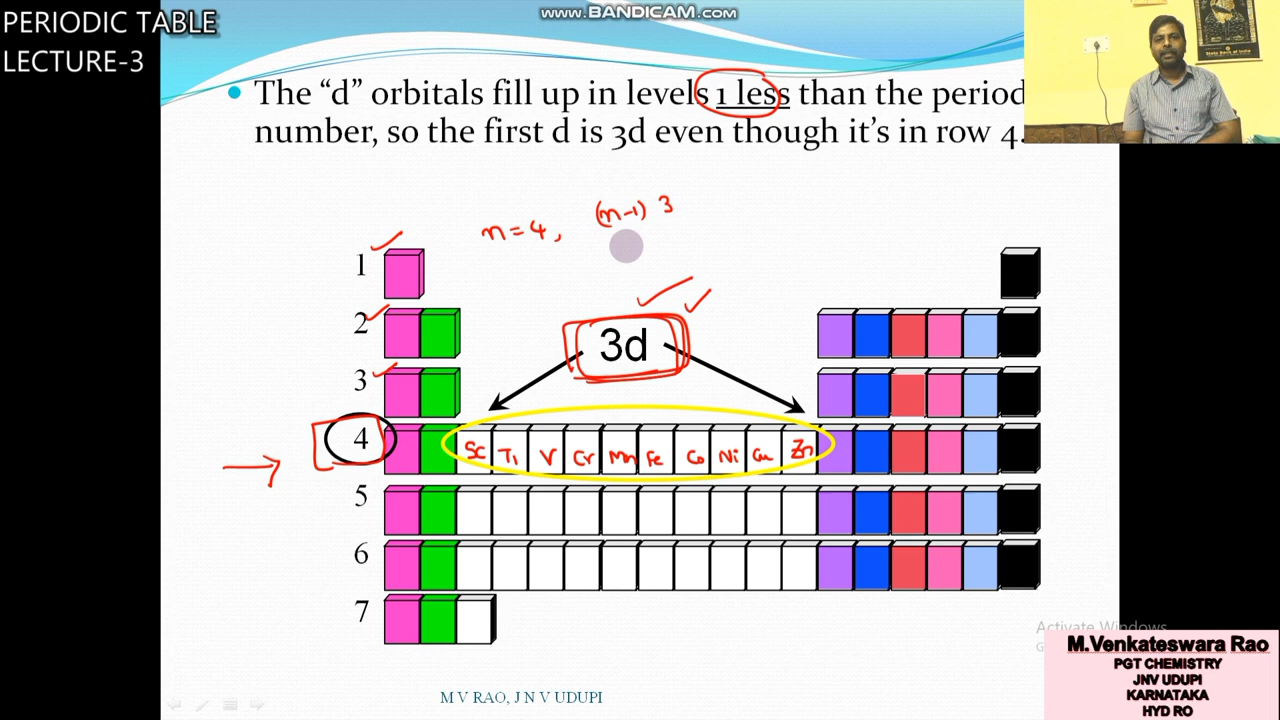 www.BANDICAM.com
PERIODIC TABLE
LECTURE-3
• The “d” orbitals fill up in levels 1 less than the period
number, so the first d is 3d even though it’s in row 4.
n = 4, (n-1) 3
1
2
3d
3
4 Sc Ti V Cr Mn Fe Co Ni Cu Zn
5
6
7
Activate Windows
M.Venkateswara Rao
PGT CHEMISTRY
JNV UDUPI
KARNATAKA
HYD RO
M V RAO, J N V UDUPI